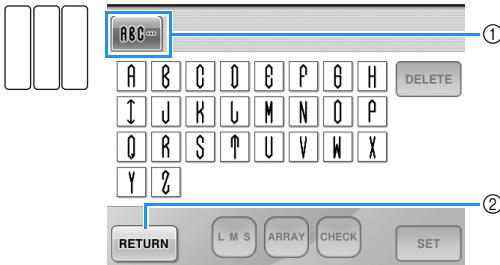 ABC… ①
A B C D E F G H DELETE
I J K L M N O P
Q R S T U V W X
Y Z
②
RETURN L M S ARRAY CHECK SET